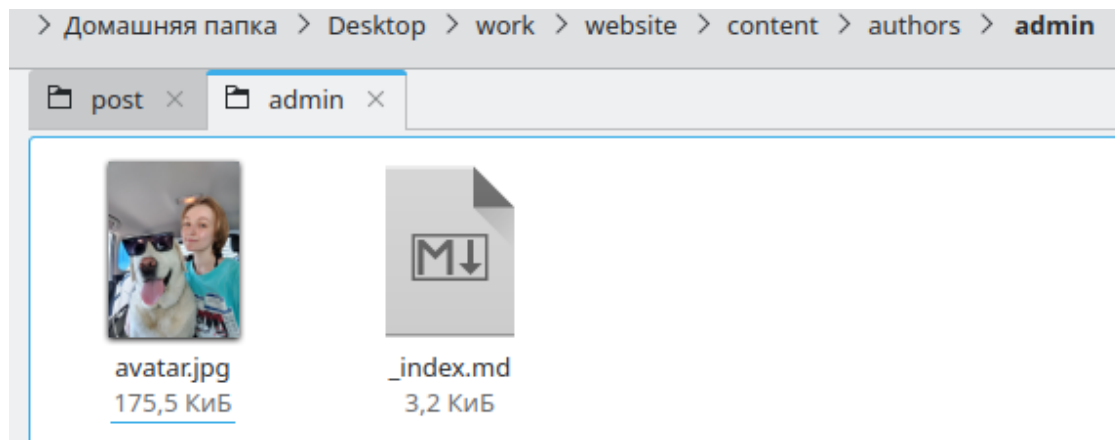 > Домашняя папка > Desktop > work > website > content > authors > admin
post × admin ×
M↓
avatar.jpg _index.md
175,5 КиБ 3,2 КиБ